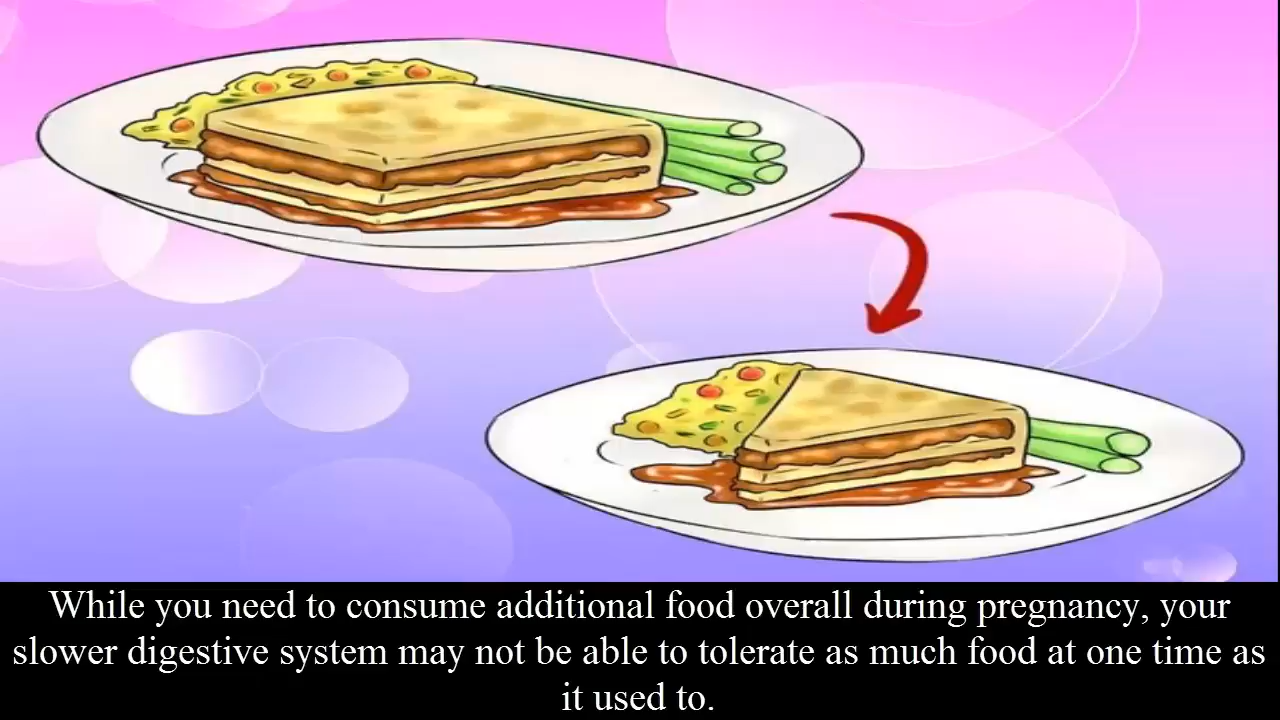 While you need to consume additional food overall during pregnancy, your
slower digestive system may not be able to tolerate as much food at one time as
it used to.